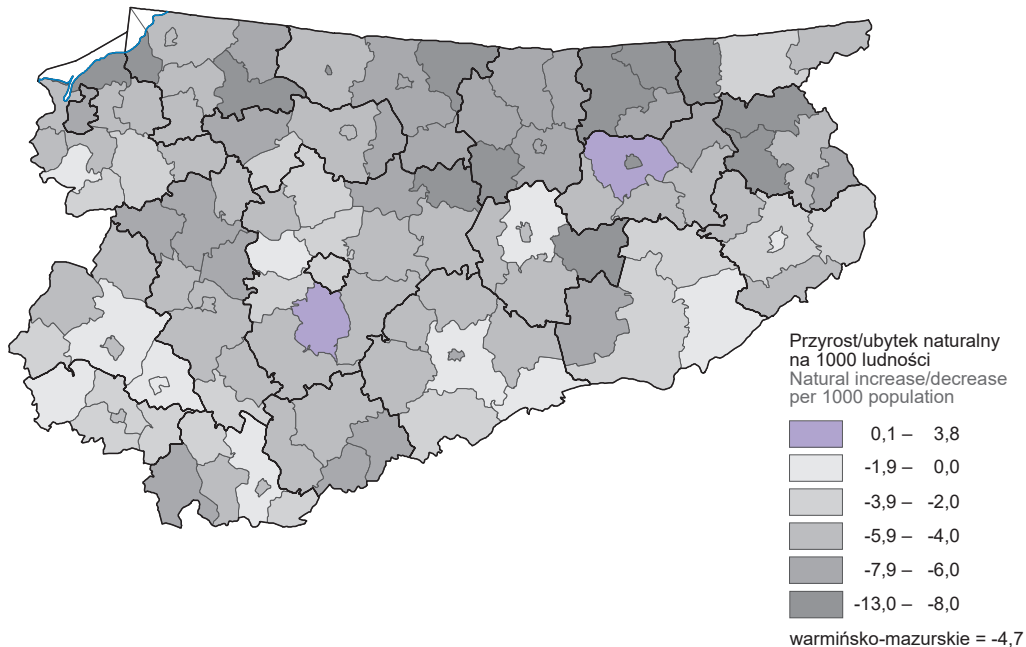 Przyrost/ubytek naturalny
na 1000 ludności
Natural increase/decrease
per 1000 population
0,1 – 3,8
-1,9 – 0,0
-3,9 – -2,0
-5,9 – -4,0
-7,9 – -6,0
-13,0 – -8,0
warmińsko-mazurskie = -4,7